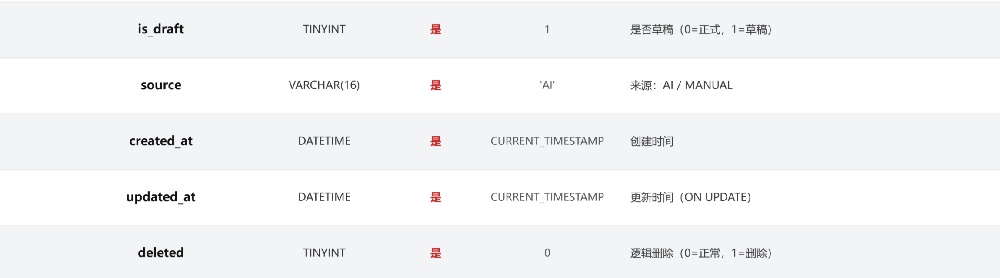 is_draft TINYINT 是 1 是否草稿（0=正式，1=草稿）
source VARCHAR(16) 是 'AI' 来源：AI / MANUAL
created_at DATETIME 是 CURRENT_TIMESTAMP 创建时间
updated_at DATETIME 是 CURRENT_TIMESTAMP 更新时间（ON UPDATE）
deleted TINYINT 是 0 逻辑删除（0=正常，1=删除）